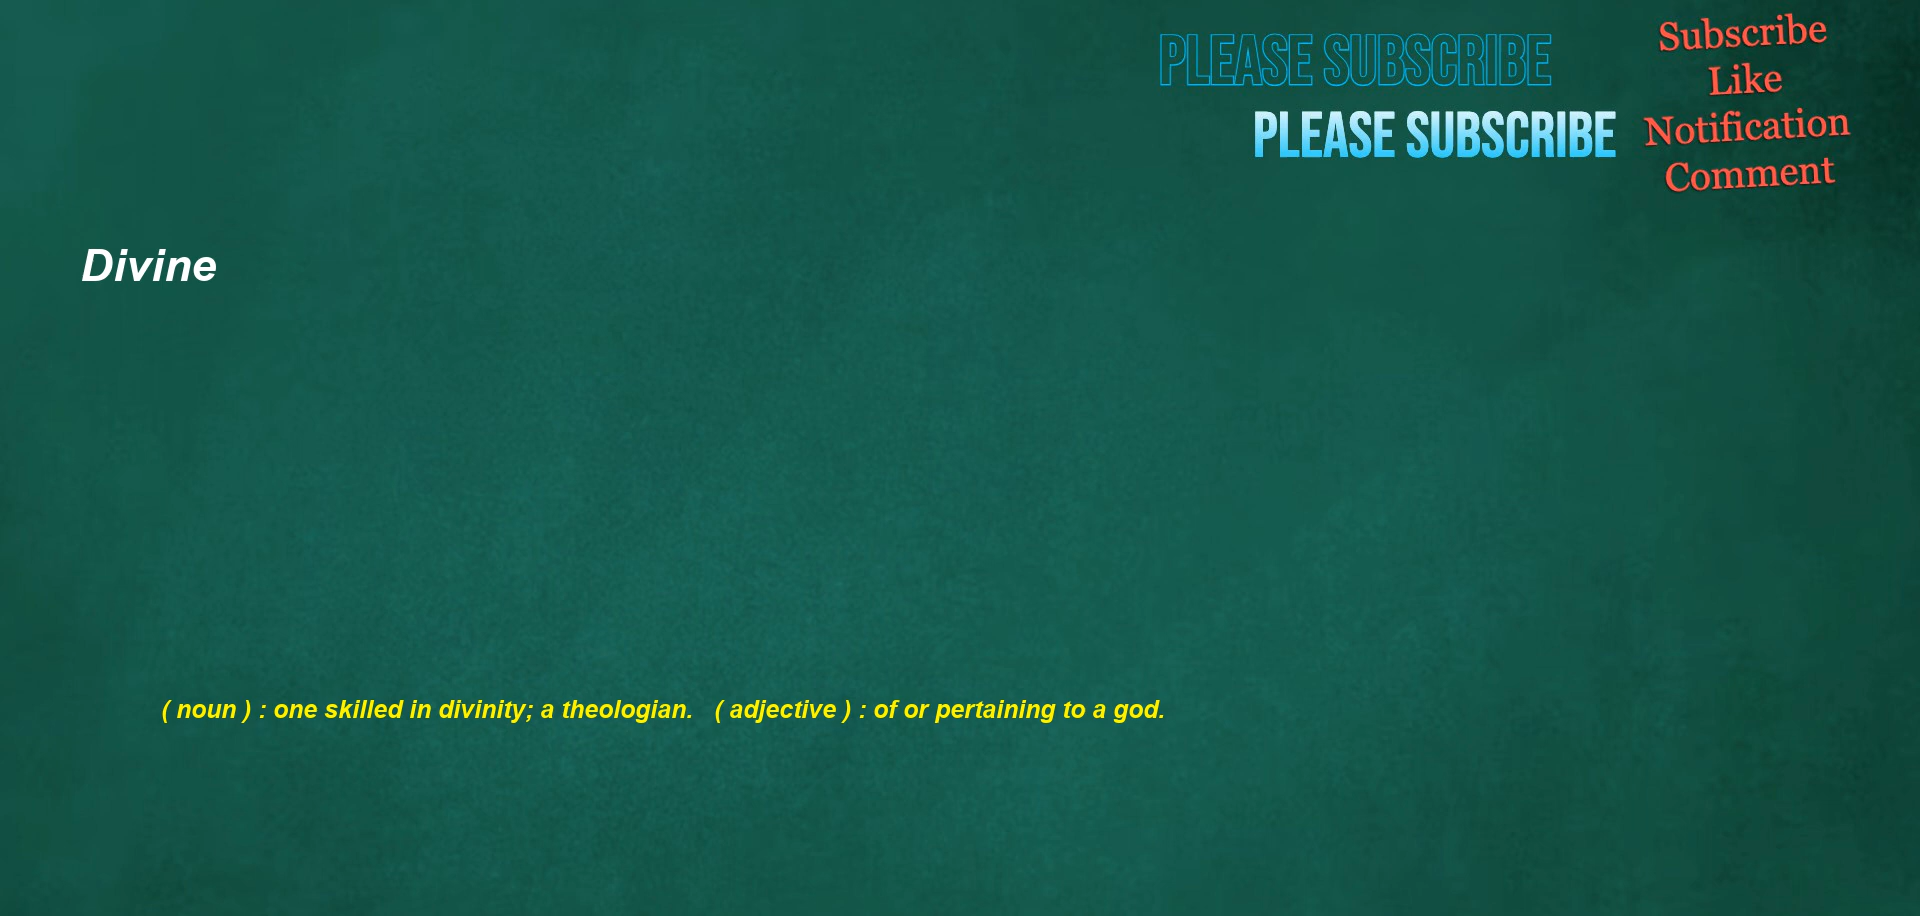 PLEASE SUBSCRIBE
PLEASE SUBSCRIBE
Subscribe
Like
Notification
Comment
Divine
( noun ) : one skilled in divinity; a theologian.   ( adjective ) : of or pertaining to a god.